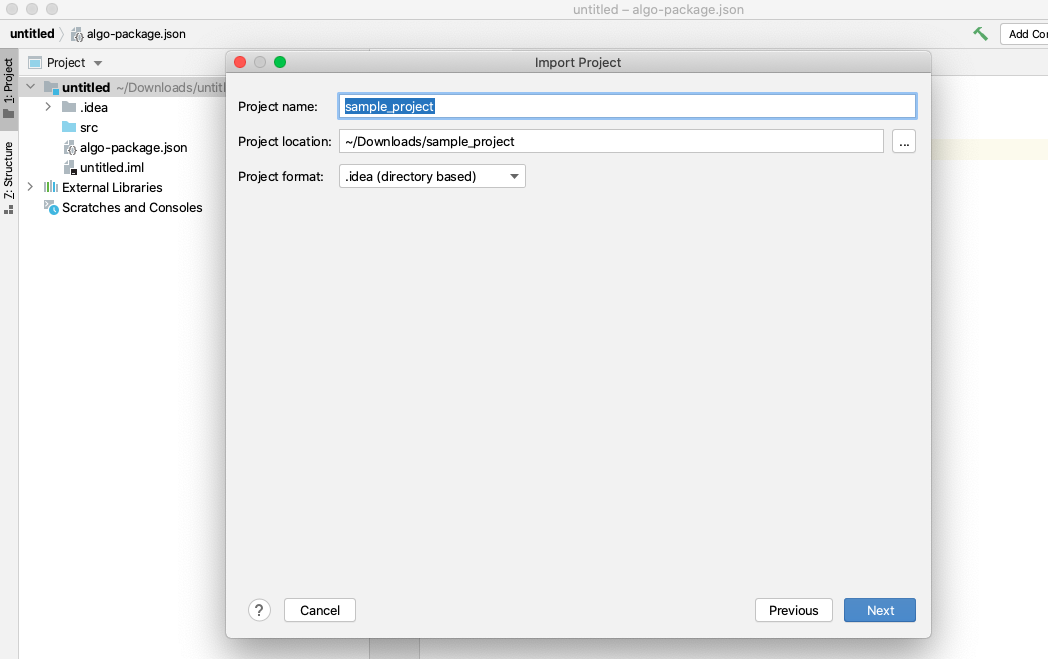 untitled – algo-package.json
untitled
algo-package.json
Add Co
1: Project
Z: Structure
Project
untitled ~/Downloads/untitl
.idea
src
algo-package.json
untitled.iml
External Libraries
Scratches and Consoles
Import Project
Project name: sample_project
Project location: ~/Downloads/sample_project ...
Project format: .idea (directory based)
? Cancel Previous Next